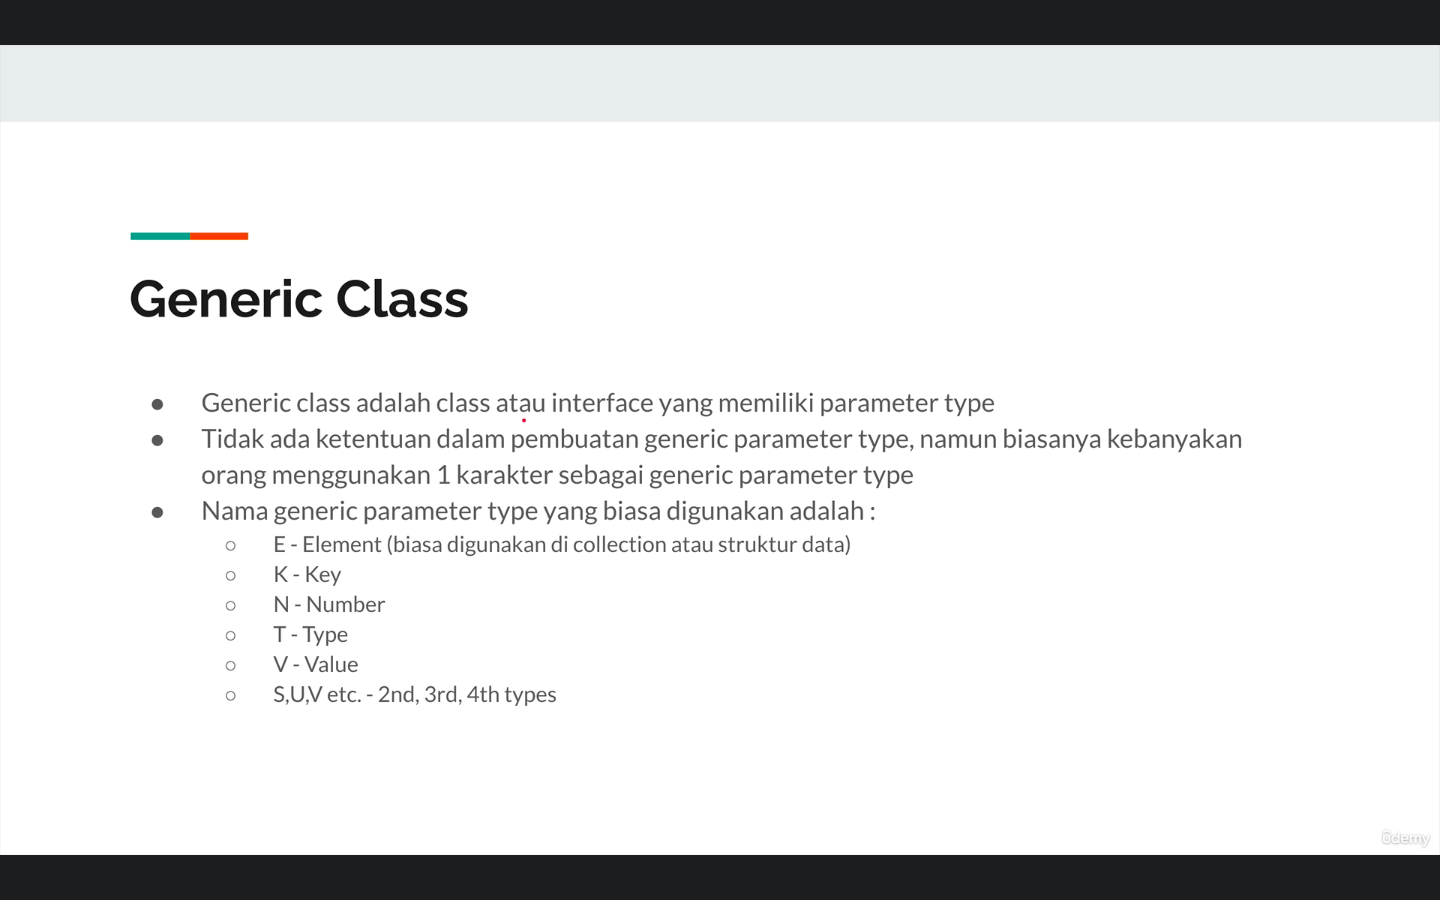 Generic Class
● Generic class adalah class atau interface yang memiliki parameter type
● Tidak ada ketentuan dalam pembuatan generic parameter type, namun biasanya kebanyakan
orang menggunakan 1 karakter sebagai generic parameter type
● Nama generic parameter type yang biasa digunakan adalah :
○ E - Element (biasa digunakan di collection atau struktur data)
○ K - Key
○ N - Number
○ T - Type
○ V - Value
○ S,U,V etc. - 2nd, 3rd, 4th types
ûdemy